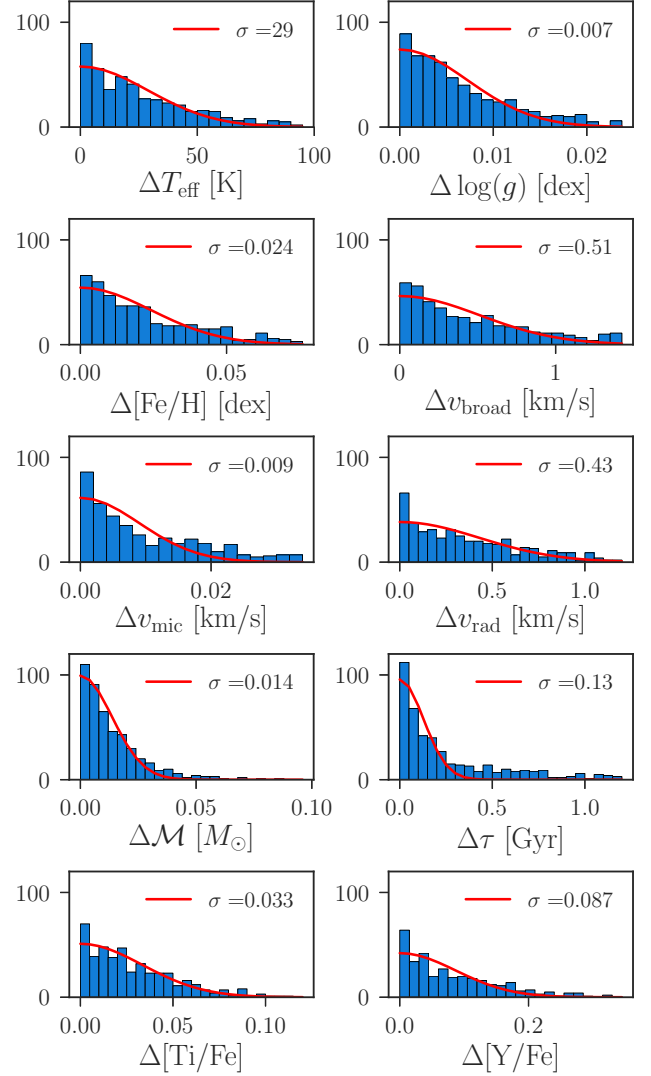 100
0
σ =29
0 50 100
ΔT_eff [K]
100
0
σ =0.007
0.00 0.01 0.02
Δ log(g) [dex]
100
0
σ =0.024
0.00 0.05
Δ[Fe/H] [dex]
100
0
σ =0.51
0 1
Δv_broad [km/s]
100
0
σ =0.009
0.00 0.02
Δv_mic [km/s]
100
0
σ =0.43
0.0 0.5 1.0
Δv_rad [km/s]
100
0
σ =0.014
0.00 0.05 0.10
Δℳ [M_⊙]
100
0
σ =0.13
0.0 0.5 1.0
Δτ [Gyr]
100
0
σ =0.033
0.00 0.05 0.10
Δ[Ti/Fe]
100
0
σ =0.087
0.0 0.2
Δ[Y/Fe]